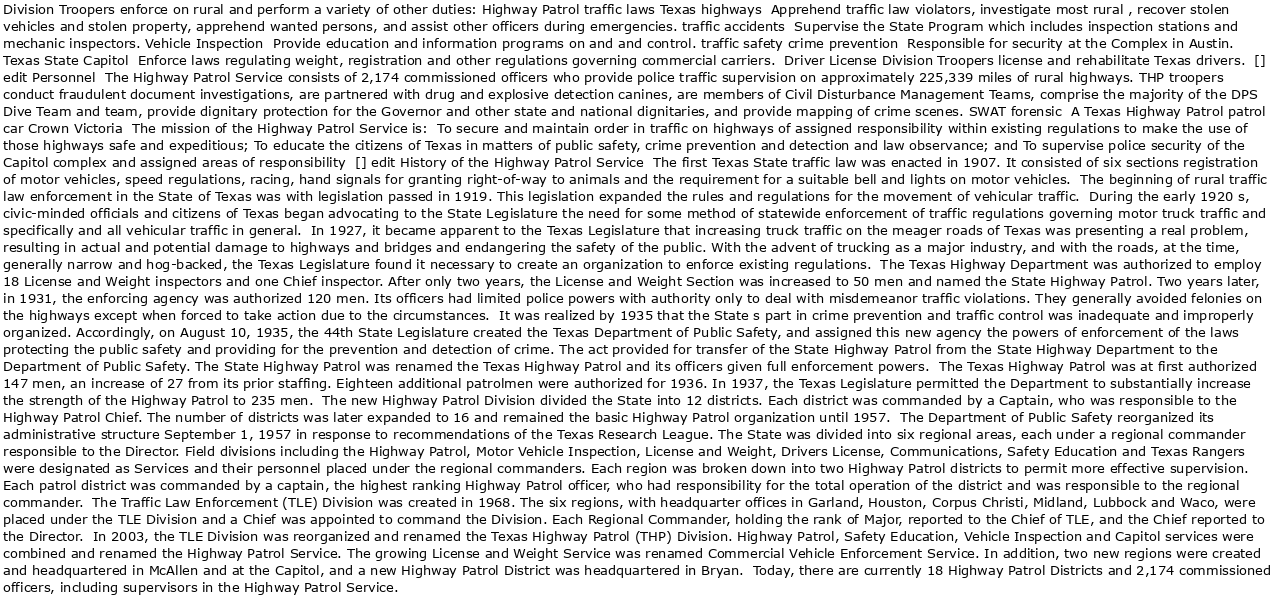 Division Troopers enforce on rural and perform a variety of other duties: Highway Patrol traffic laws Texas highways  Apprehend traffic law violators, investigate most rural , recover stolen
vehicles and stolen property, apprehend wanted persons, and assist other officers during emergencies. traffic accidents  Supervise the State Program which includes inspection stations and
mechanic inspectors. Vehicle Inspection  Provide education and information programs on and and control. traffic safety crime prevention  Responsible for security at the Complex in Austin.
Texas State Capitol  Enforce laws regulating weight, registration and other regulations governing commercial carriers.  Driver License Division Troopers license and rehabilitate Texas drivers.  []
edit Personnel  The Highway Patrol Service consists of 2,174 commissioned officers who provide police traffic supervision on approximately 225,339 miles of rural highways. THP troopers
conduct fraudulent document investigations, are partnered with drug and explosive detection canines, are members of Civil Disturbance Management Teams, comprise the majority of the DPS
Dive Team and team, provide dignitary protection for the Governor and other state and national dignitaries, and provide mapping of crime scenes. SWAT forensic  A Texas Highway Patrol patrol
car Crown Victoria  The mission of the Highway Patrol Service is:  To secure and maintain order in traffic on highways of assigned responsibility within existing regulations to make the use of
those highways safe and expeditious; To educate the citizens of Texas in matters of public safety, crime prevention and detection and law observance; and To supervise police security of the
Capitol complex and assigned areas of responsibility  [] edit History of the Highway Patrol Service  The first Texas State traffic law was enacted in 1907. It consisted of six sections registration
of motor vehicles, speed regulations, racing, hand signals for granting right-of-way to animals and the requirement for a suitable bell and lights on motor vehicles.  The beginning of rural traffic
law enforcement in the State of Texas was with legislation passed in 1919. This legislation expanded the rules and regulations for the movement of vehicular traffic.  During the early 1920 s,
civic-minded officials and citizens of Texas began advocating to the State Legislature the need for some method of statewide enforcement of traffic regulations governing motor truck traffic and
specifically and all vehicular traffic in general.  In 1927, it became apparent to the Texas Legislature that increasing truck traffic on the meager roads of Texas was presenting a real problem,
resulting in actual and potential damage to highways and bridges and endangering the safety of the public. With the advent of trucking as a major industry, and with the roads, at the time,
generally narrow and hog-backed, the Texas Legislature found it necessary to create an organization to enforce existing regulations.  The Texas Highway Department was authorized to employ
18 License and Weight inspectors and one Chief inspector. After only two years, the License and Weight Section was increased to 50 men and named the State Highway Patrol. Two years later,
in 1931, the enforcing agency was authorized 120 men. Its officers had limited police powers with authority only to deal with misdemeanor traffic violations. They generally avoided felonies on
the highways except when forced to take action due to the circumstances.  It was realized by 1935 that the State s part in crime prevention and traffic control was inadequate and improperly
organized. Accordingly, on August 10, 1935, the 44th State Legislature created the Texas Department of Public Safety, and assigned this new agency the powers of enforcement of the laws
protecting the public safety and providing for the prevention and detection of crime. The act provided for transfer of the State Highway Patrol from the State Highway Department to the
Department of Public Safety. The State Highway Patrol was renamed the Texas Highway Patrol and its officers given full enforcement powers.  The Texas Highway Patrol was at first authorized
147 men, an increase of 27 from its prior staffing. Eighteen additional patrolmen were authorized for 1936. In 1937, the Texas Legislature permitted the Department to substantially increase
the strength of the Highway Patrol to 235 men.  The new Highway Patrol Division divided the State into 12 districts. Each district was commanded by a Captain, who was responsible to the
Highway Patrol Chief. The number of districts was later expanded to 16 and remained the basic Highway Patrol organization until 1957.  The Department of Public Safety reorganized its
administrative structure September 1, 1957 in response to recommendations of the Texas Research League. The State was divided into six regional areas, each under a regional commander
responsible to the Director. Field divisions including the Highway Patrol, Motor Vehicle Inspection, License and Weight, Drivers License, Communications, Safety Education and Texas Rangers
were designated as Services and their personnel placed under the regional commanders. Each region was broken down into two Highway Patrol districts to permit more effective supervision.
Each patrol district was commanded by a captain, the highest ranking Highway Patrol officer, who had responsibility for the total operation of the district and was responsible to the regional
commander.  The Traffic Law Enforcement (TLE) Division was created in 1968. The six regions, with headquarter offices in Garland, Houston, Corpus Christi, Midland, Lubbock and Waco, were
placed under the TLE Division and a Chief was appointed to command the Division. Each Regional Commander, holding the rank of Major, reported to the Chief of TLE, and the Chief reported to
the Director.  In 2003, the TLE Division was reorganized and renamed the Texas Highway Patrol (THP) Division. Highway Patrol, Safety Education, Vehicle Inspection and Capitol services were
combined and renamed the Highway Patrol Service. The growing License and Weight Service was renamed Commercial Vehicle Enforcement Service. In addition, two new regions were created
and headquartered in McAllen and at the Capitol, and a new Highway Patrol District was headquartered in Bryan.  Today, there are currently 18 Highway Patrol Districts and 2,174 commissioned
officers, including supervisors in the Highway Patrol Service.